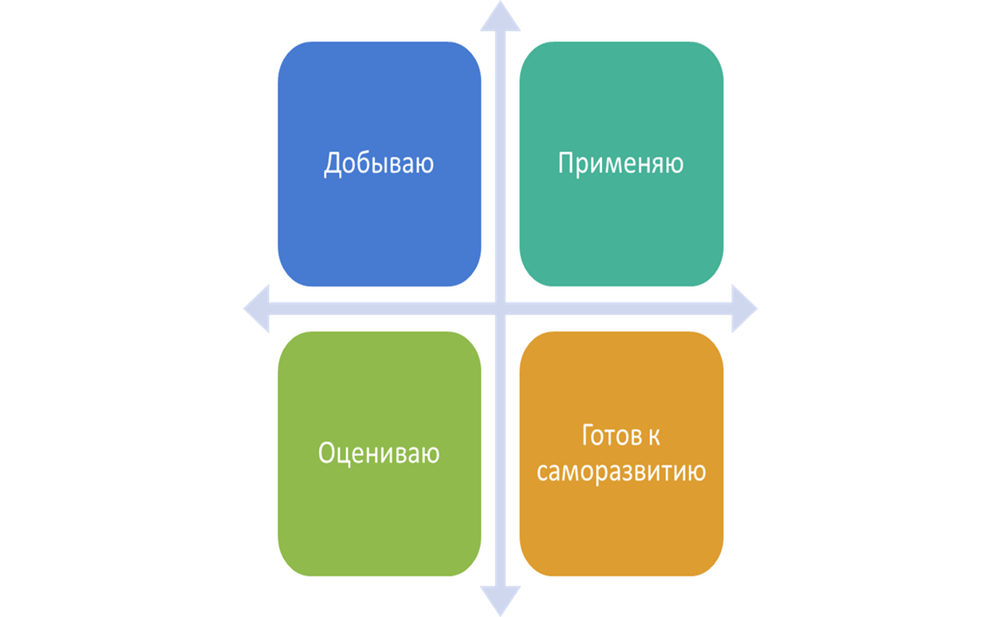 Добываю
Применяю
Оцениваю
Готов к
саморазвитию